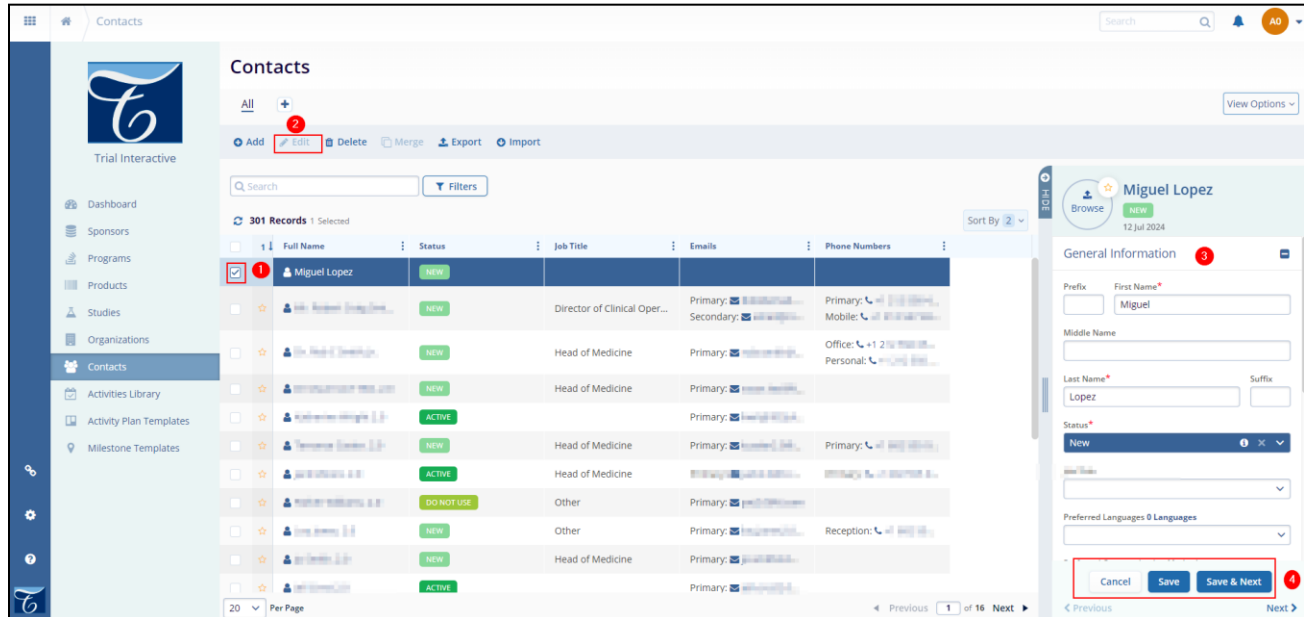 Contacts
Search
A0
Trial Interactive
Dashboard
Sponsors
Programs
Products
Studies
Organizations
Contacts
Activities Library
Activity Plan Templates
Milestone Templates
Contacts
All
View Options
2
Add Edit Delete Merge Export Import
Search
Filters
301 Records 1 Selected
Sort By 2
1 Full Name Status Job Title Emails Phone Numbers
1 Miguel Lopez NEW
NEW Director of Clinical Oper... Primary: Primary:
Secondary: Mobile:
NEW Head of Medicine Primary: Office: +1 2
Personal:
NEW Head of Medicine Primary:
ACTIVE Primary:
NEW Head of Medicine Primary: Primary:
ACTIVE Head of Medicine
DO NOT USE Other Primary:
NEW Other Primary: Reception:
NEW Head of Medicine Primary:
ACTIVE Primary:
20 Per Page
Previous 1 of 16 Next
HIDE
Browse
Miguel Lopez
NEW
12 Jul 2024
General Information 3
Prefix First Name*
Miguel
Middle Name
Last Name* Suffix
Lopez
Status*
New
Preferred Languages 0 Languages
Cancel Save Save & Next 4
Previous Next